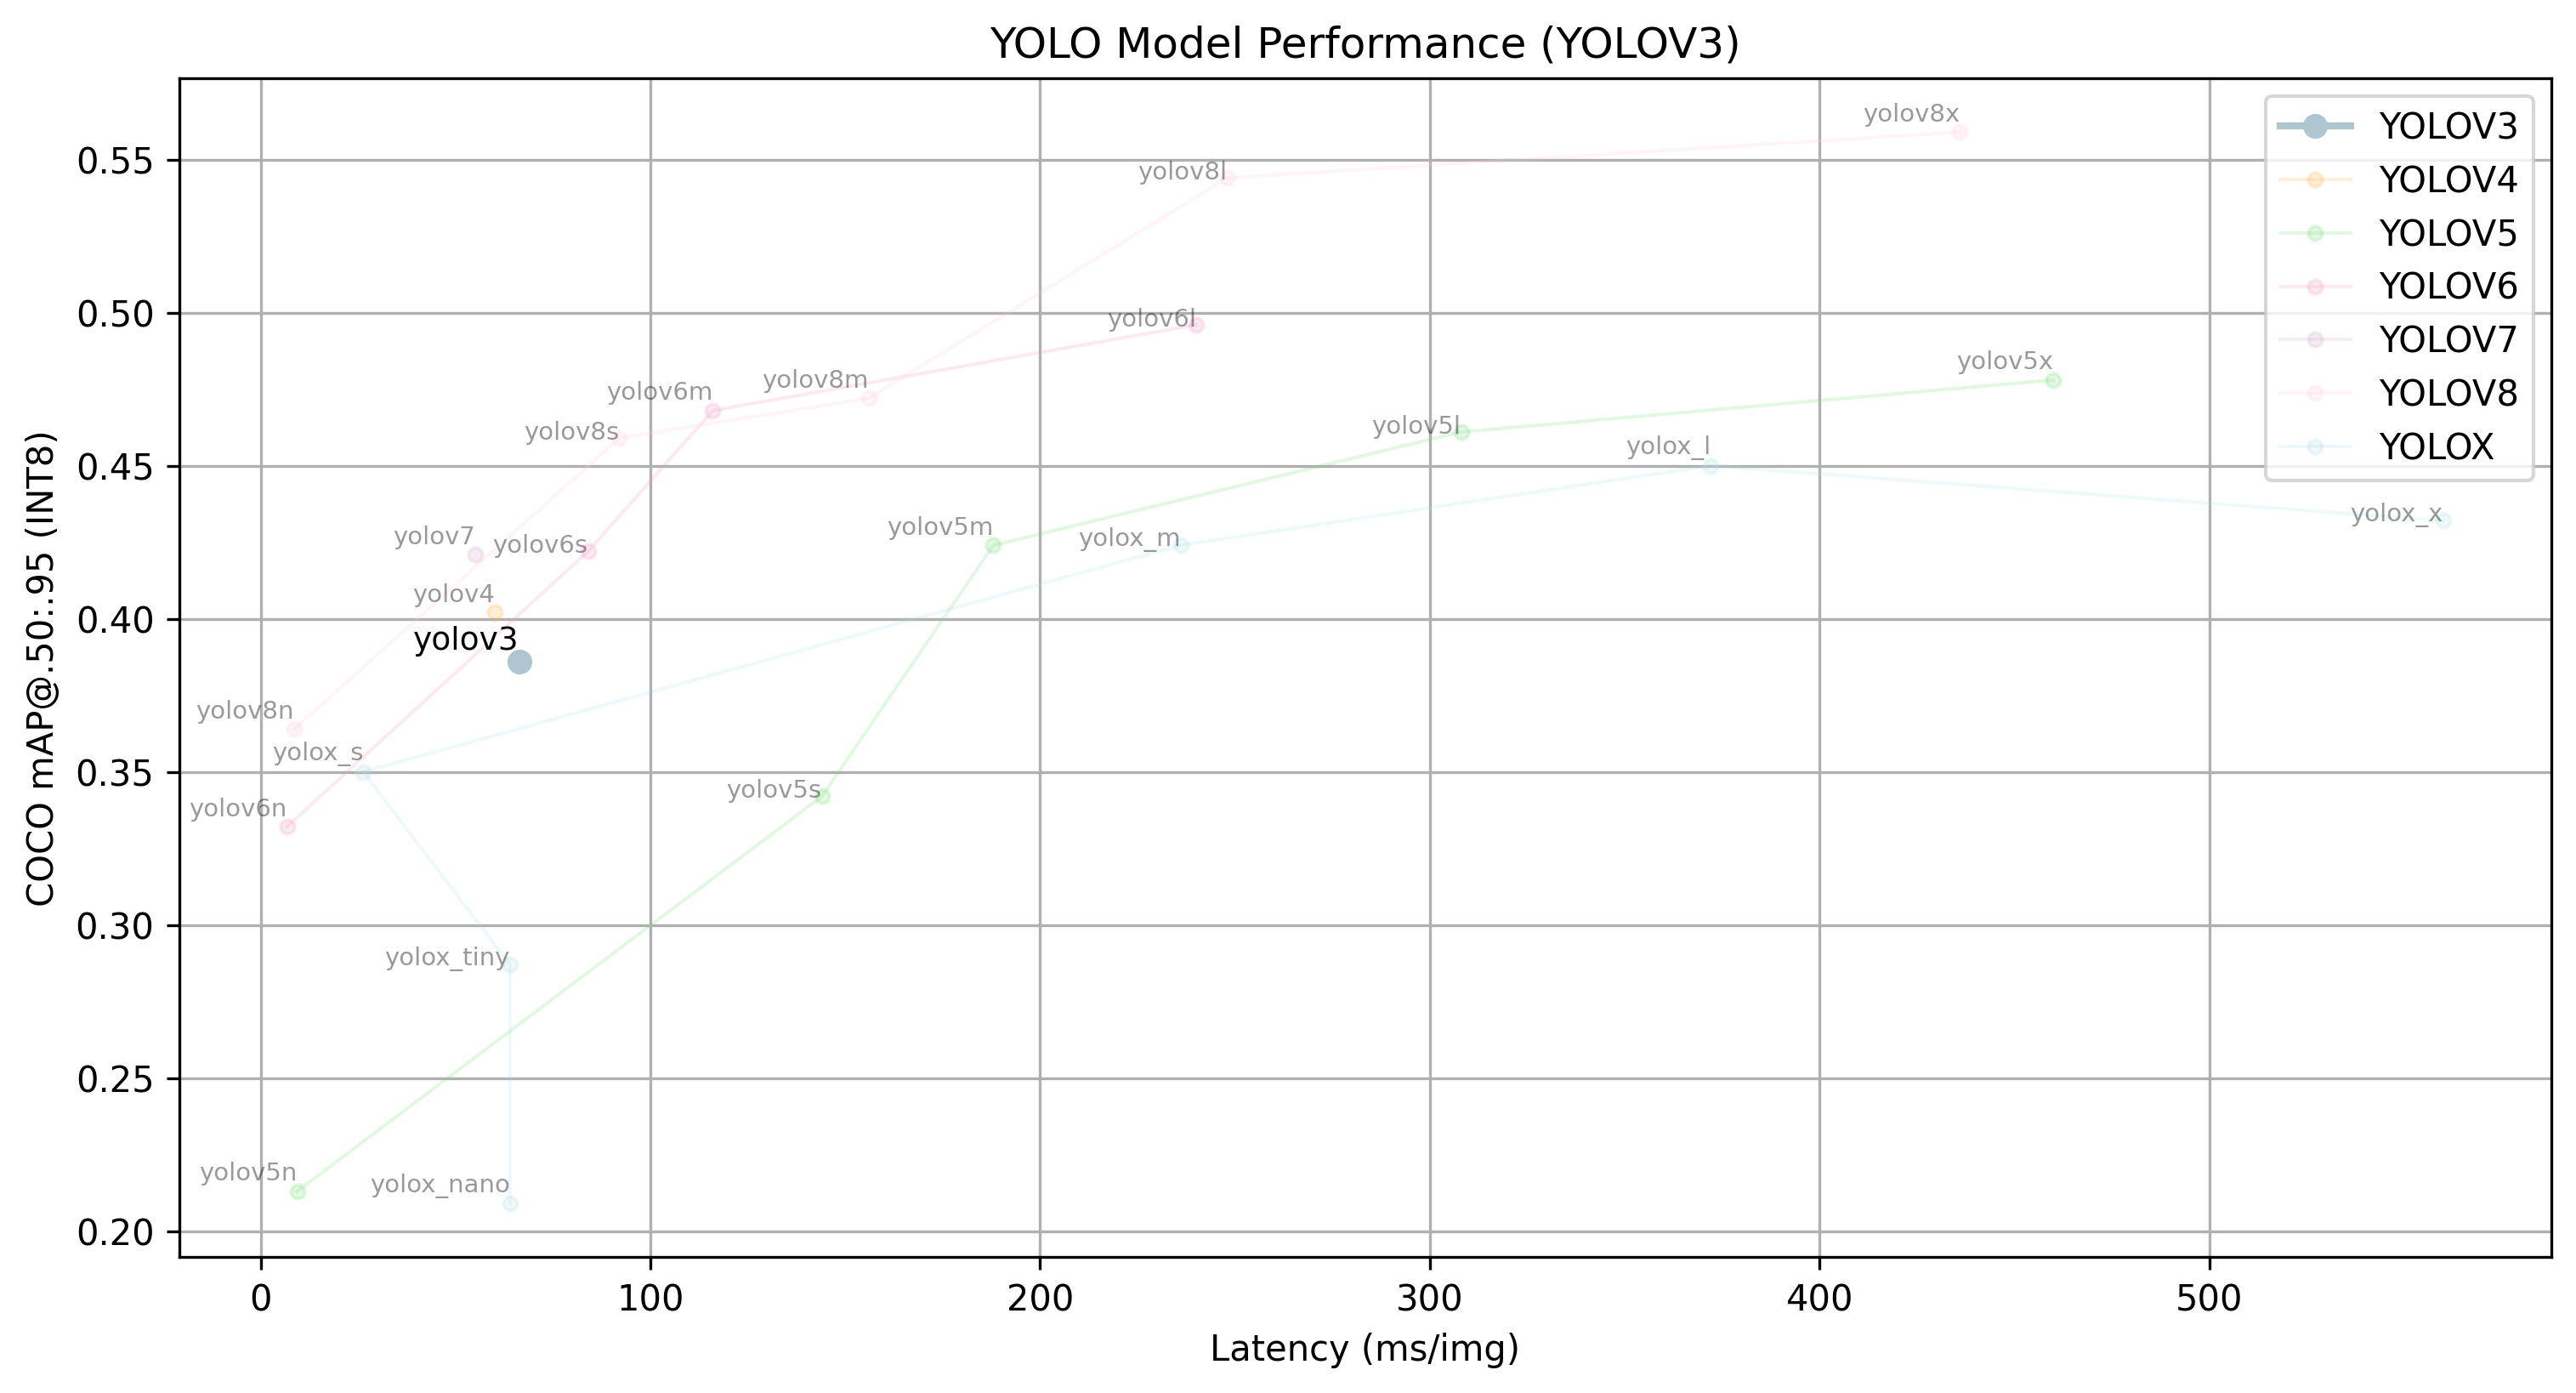 YOLO Model Performance (YOLOV3)
YOLOV3
YOLOV4
YOLOV5
YOLOV6
YOLOV7
YOLOV8
YOLOX
yolov8x
yolov8l
yolov6l
yolov8m
yolov6m
yolov8s
yolov5x
yolov5l
yolox_l
yolox_x
yolov7
yolov6s
yolov5m
yolox_m
yolov4
yolov3
yolov8n
yolox_s
yolov6n
yolov5s
yolox_tiny
yolov5n
yolox_nano
0.55
0.50
0.45
0.40
0.35
0.30
0.25
0.20
COCO mAP@.50:.95 (INT8)
0 100 200 300 400 500
Latency (ms/img)